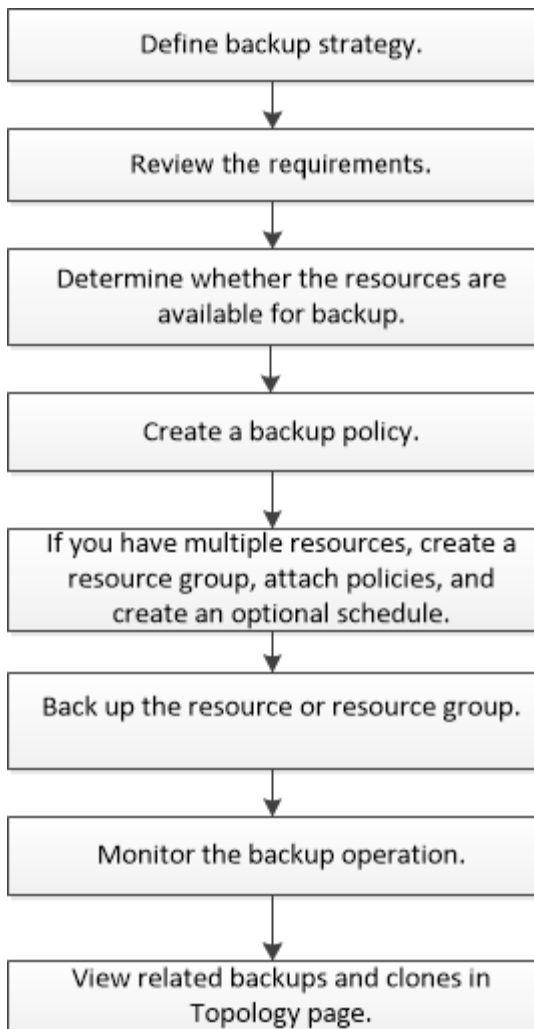 Define backup strategy.
Review the requirements.
Determine whether the resources are
available for backup.
Create a backup policy.
If you have multiple resources, create a
resource group, attach policies, and
create an optional schedule.
Back up the resource or resource group.
Monitor the backup operation.
View related backups and clones in
Topology page.